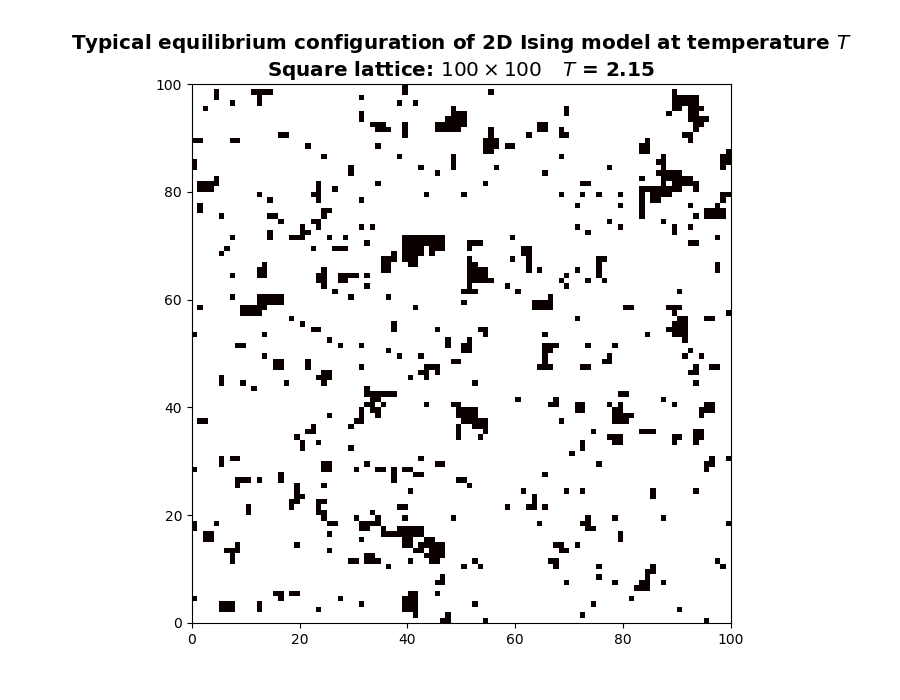 Typical equilibrium configuration of 2D Ising model at temperature T
Square lattice: 100 × 100 T = 2.15
100
80
60
40
20
0
0 20 40 60 80 100